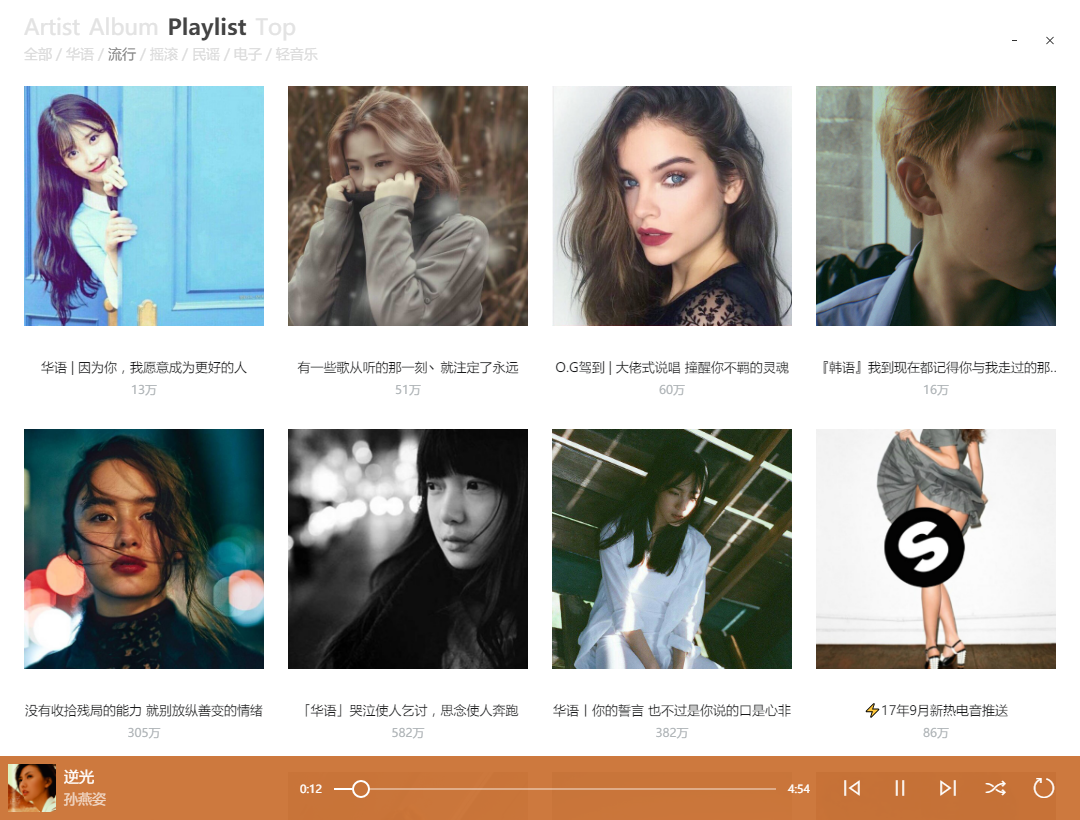 Artist Album Playlist Top
全部 / 华语 / 流行 / 摇滚 / 民谣 / 电子 / 轻音乐
华语 | 因为你，我愿意成为更好的人
13万
有一些歌从听的那一刻丶就注定了永远
51万
O.G驾到 | 大佬式说唱 撞醒你不羁的灵魂
60万
『韩语』我到现在都记得你与我走过的那..
16万
没有收拾残局的能力 就别放纵善变的情绪
305万
「华语」哭泣使人乞讨，思念使人奔跑
582万
华语丨你的誓言 也不过是你说的口是心非
382万
⚡17年9月新热电音推送
86万
逆光
孙燕姿
0:12
4:54